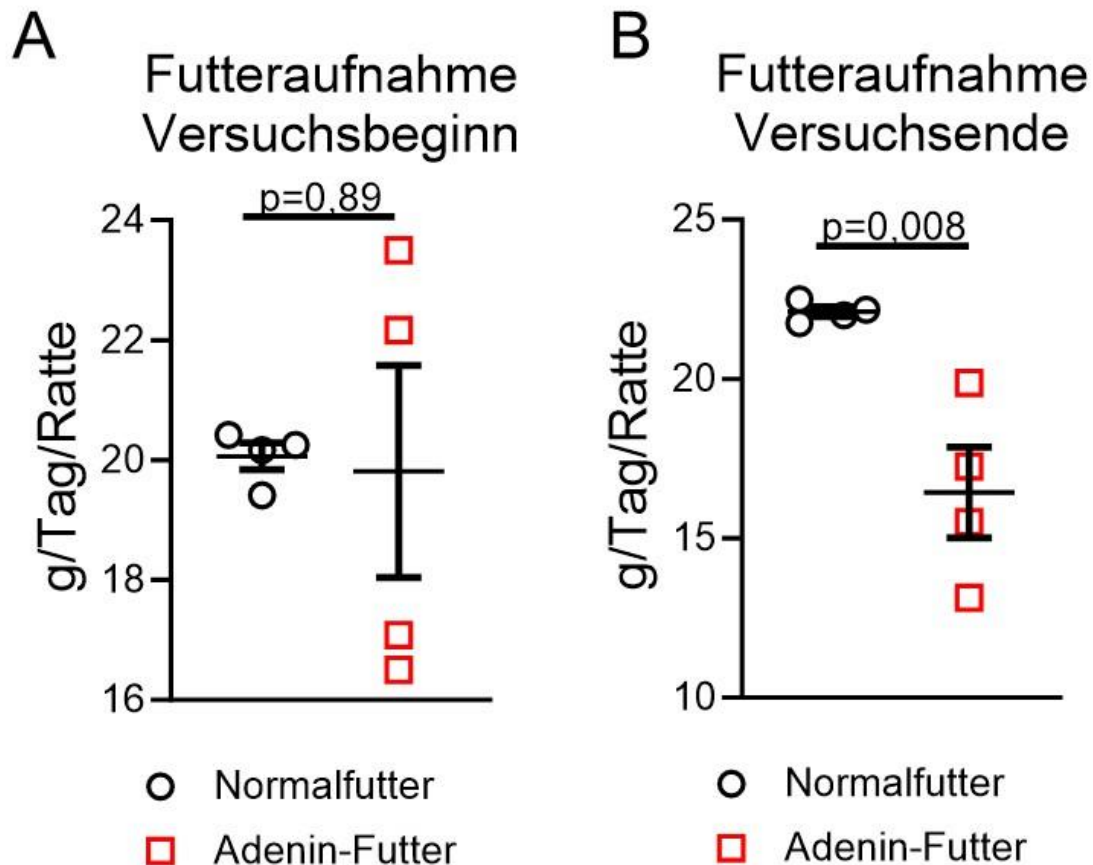 A
Futteraufnahme
Versuchsbeginn
p=0,89
24
22
20
18
16
g/Tag/Ratte
Normalfutter
Adenin-Futter
B
Futteraufnahme
Versuchsende
p=0,008
25
20
15
10
g/Tag/Ratte
Normalfutter
Adenin-Futter